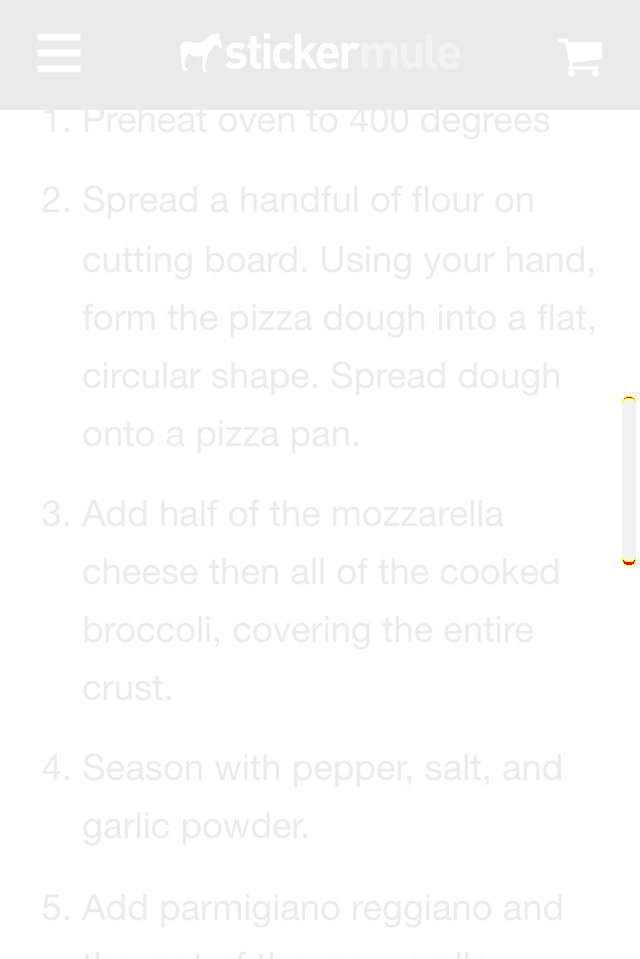 stickermule
1. Preheat oven to 400 degrees
2. Spread a handful of flour on
cutting board. Using your hand,
form the pizza dough into a flat,
circular shape. Spread dough
onto a pizza pan.
3. Add half of the mozzarella
cheese then all of the cooked
broccoli, covering the entire
crust.
4. Season with pepper, salt, and
garlic powder.
5. Add parmigiano reggiano and